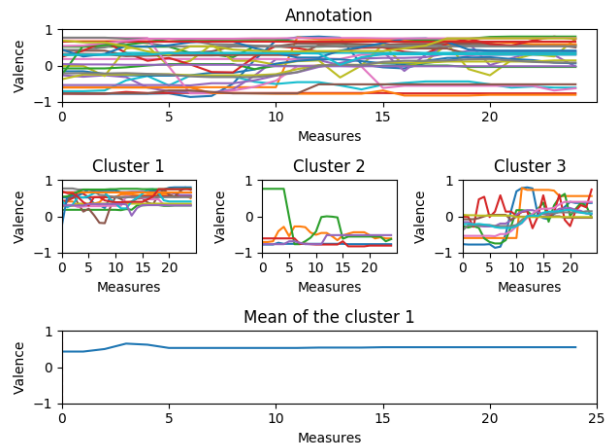 Annotation
1
0
-1
Valence
0 5 10 15 20
Measures
Cluster 1 Cluster 2 Cluster 3
1 1 1
0 0 0
-1 -1 -1
Valence Valence Valence
0 5 10 15 20 0 5 10 15 20 0 5 10 15 20
Measures Measures Measures
Mean of the cluster 1
1
0
−1
Valence
0 5 10 15 20 25
Measures